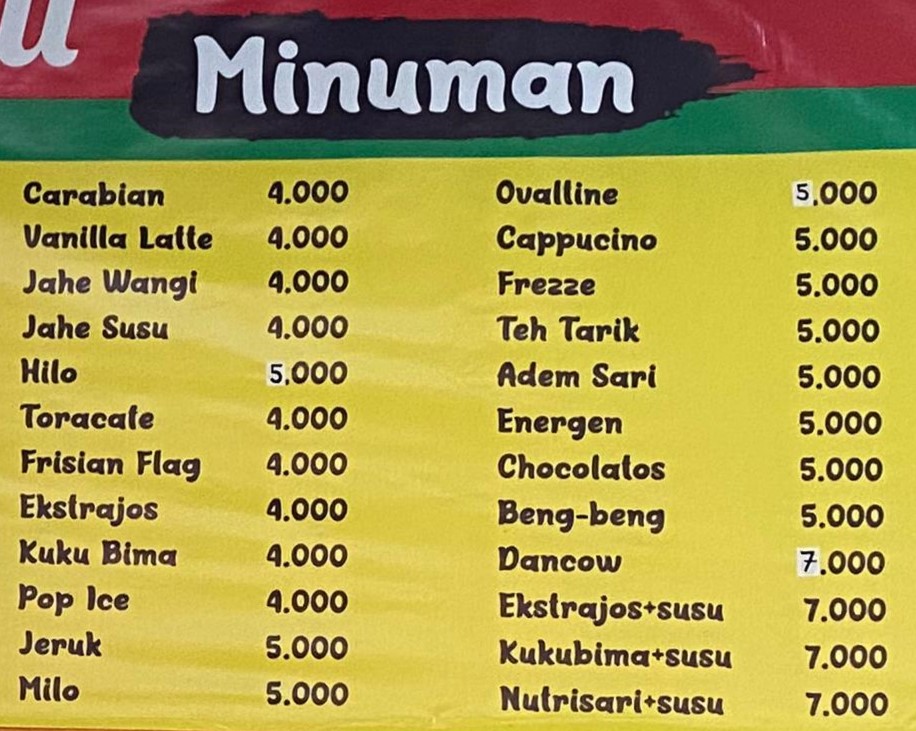 u
Minuman
Carabian 4.000
Vanilla Latte 4.000
Jahe Wangi 4.000
Jahe Susu 4.000
Hilo 5.000
Toracafe 4.000
Frisian Flag 4.000
Ekstrajos 4.000
Kuku Bima 4.000
Pop Ice 4.000
Jeruk 5.000
Milo 5.000
Ovaltine 5.000
Cappucino 5.000
Frezze 5.000
Teh Tarik 5.000
Adem Sari 5.000
Energen 5.000
Chocolatos 5.000
Beng-beng 5.000
Dancow 7.000
Ekstrajos+susu 7.000
Kukubima+susu 7.000
Nutrisari+susu 7.000